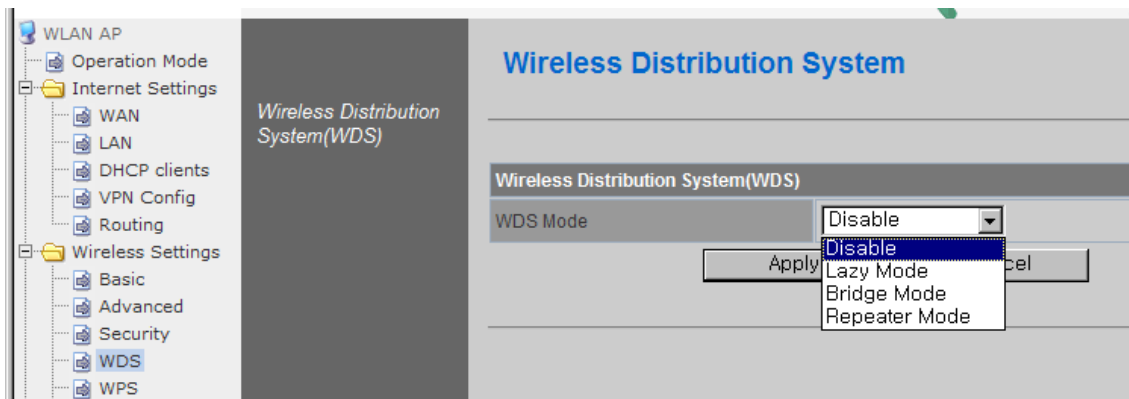 WLAN AP
Operation Mode
Internet Settings
WAN
LAN
DHCP clients
VPN Config
Routing
Wireless Settings
Basic
Advanced
Security
WDS
WPS
Wireless Distribution
System(WDS)
Wireless Distribution System
Wireless Distribution System(WDS)
WDS Mode
Disable
Disable
Lazy Mode
Bridge Mode
Repeater Mode
Apply
cel